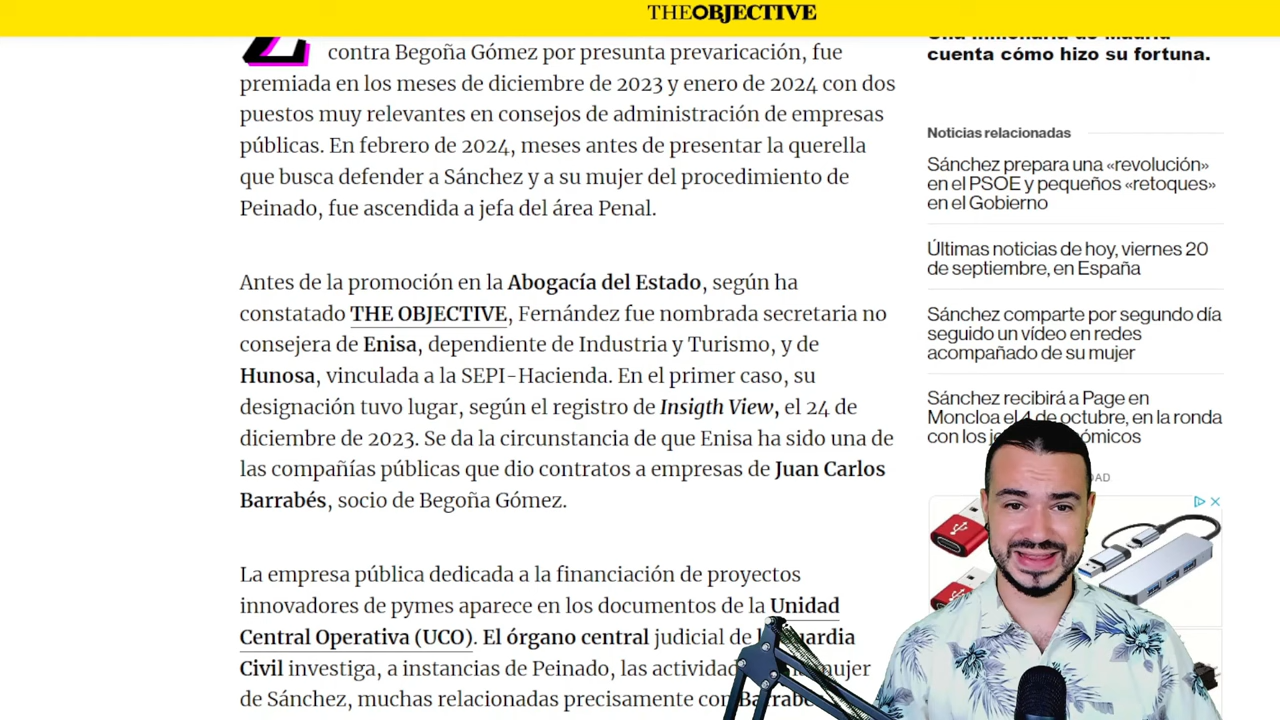 THEOBJECTIVE
contra Begoña Gómez por presunta prevaricación, fue
premiada en los meses de diciembre de 2023 y enero de 2024 con dos
puestos muy relevantes en consejos de administración de empresas
públicas. En febrero de 2024, meses antes de presentar la querella
que busca defender a Sánchez y a su mujer del procedimiento de
Peinado, fue ascendida a jefa del área Penal.
Antes de la promoción en la Abogacía del Estado, según ha
constatado THE OBJECTIVE, Fernández fue nombrada secretaria no
consejera de Enisa, dependiente de Industria y Turismo, y de
Hunosa, vinculada a la SEPI-Hacienda. En el primer caso, su
designación tuvo lugar, según el registro de Insigth View, el 24 de
diciembre de 2023. Se da la circunstancia de que Enisa ha sido una de
las compañías públicas que dio contratos a empresas de Juan Carlos
Barrabés, socio de Begoña Gómez.
La empresa pública dedicada a la financiación de proyectos
innovadores de pymes aparece en los documentos de la Unidad
Central Operativa (UCO). El órgano central judicial de
Civil investiga, a instancias de Peinado, las mujer
de Sánchez, muchas relacionadas precisamente con
cuenta cómo hizo su fortuna.
Noticias relacionadas
Sánchez prepara una «revolución»
en el PSOE y pequeños «retoques»
en el Gobierno
Últimas noticias de hoy, viernes 20
de septiembre, en España
Sánchez comparte por segundo día
seguido un vídeo en redes
acompañado de su mujer
Sánchez recibirá a Page en
Moncloa el 4 de octubre, en la ronda
con los